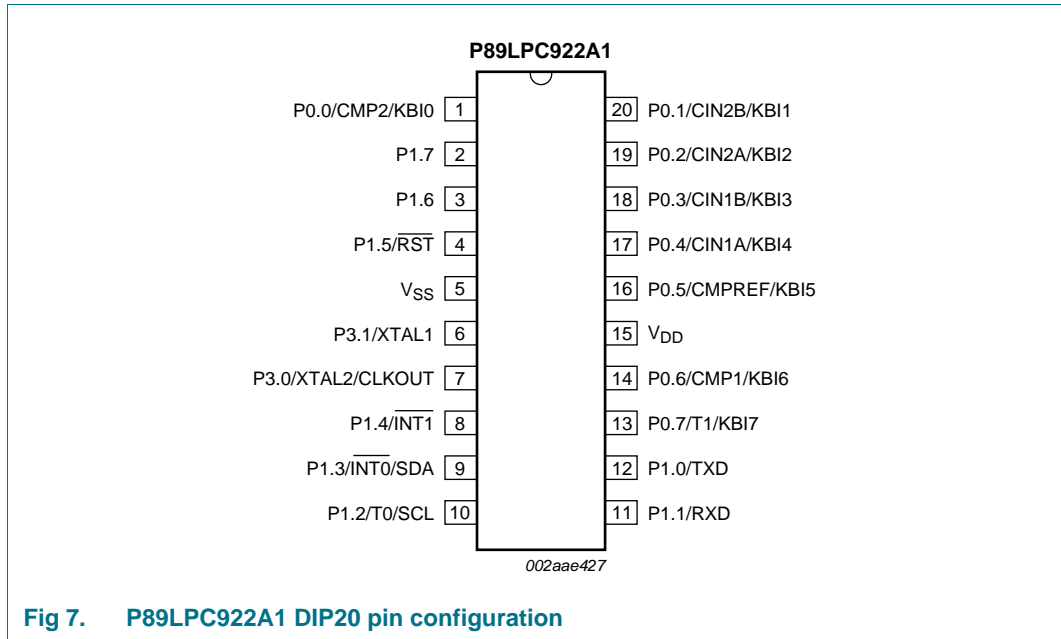 P89LPC922A1
P0.0/CMP2/KBI0 1 20 P0.1/CIN2B/KBI1
P1.7 2 19 P0.2/CIN2A/KBI2
P1.6 3 18 P0.3/CIN1B/KBI3
P1.5/R̅S̅T̅ 4 17 P0.4/CIN1A/KBI4
VSS 5 16 P0.5/CMPREF/KBI5
P3.1/XTAL1 6 15 VDD
P3.0/XTAL2/CLKOUT 7 14 P0.6/CMP1/KBI6
P1.4/I̅N̅T̅1̅ 8 13 P0.7/T1/KBI7
P1.3/I̅N̅T̅0̅/SDA 9 12 P1.0/TXD
P1.2/T0/SCL 10 11 P1.1/RXD
002aae427
Fig 7. P89LPC922A1 DIP20 pin configuration